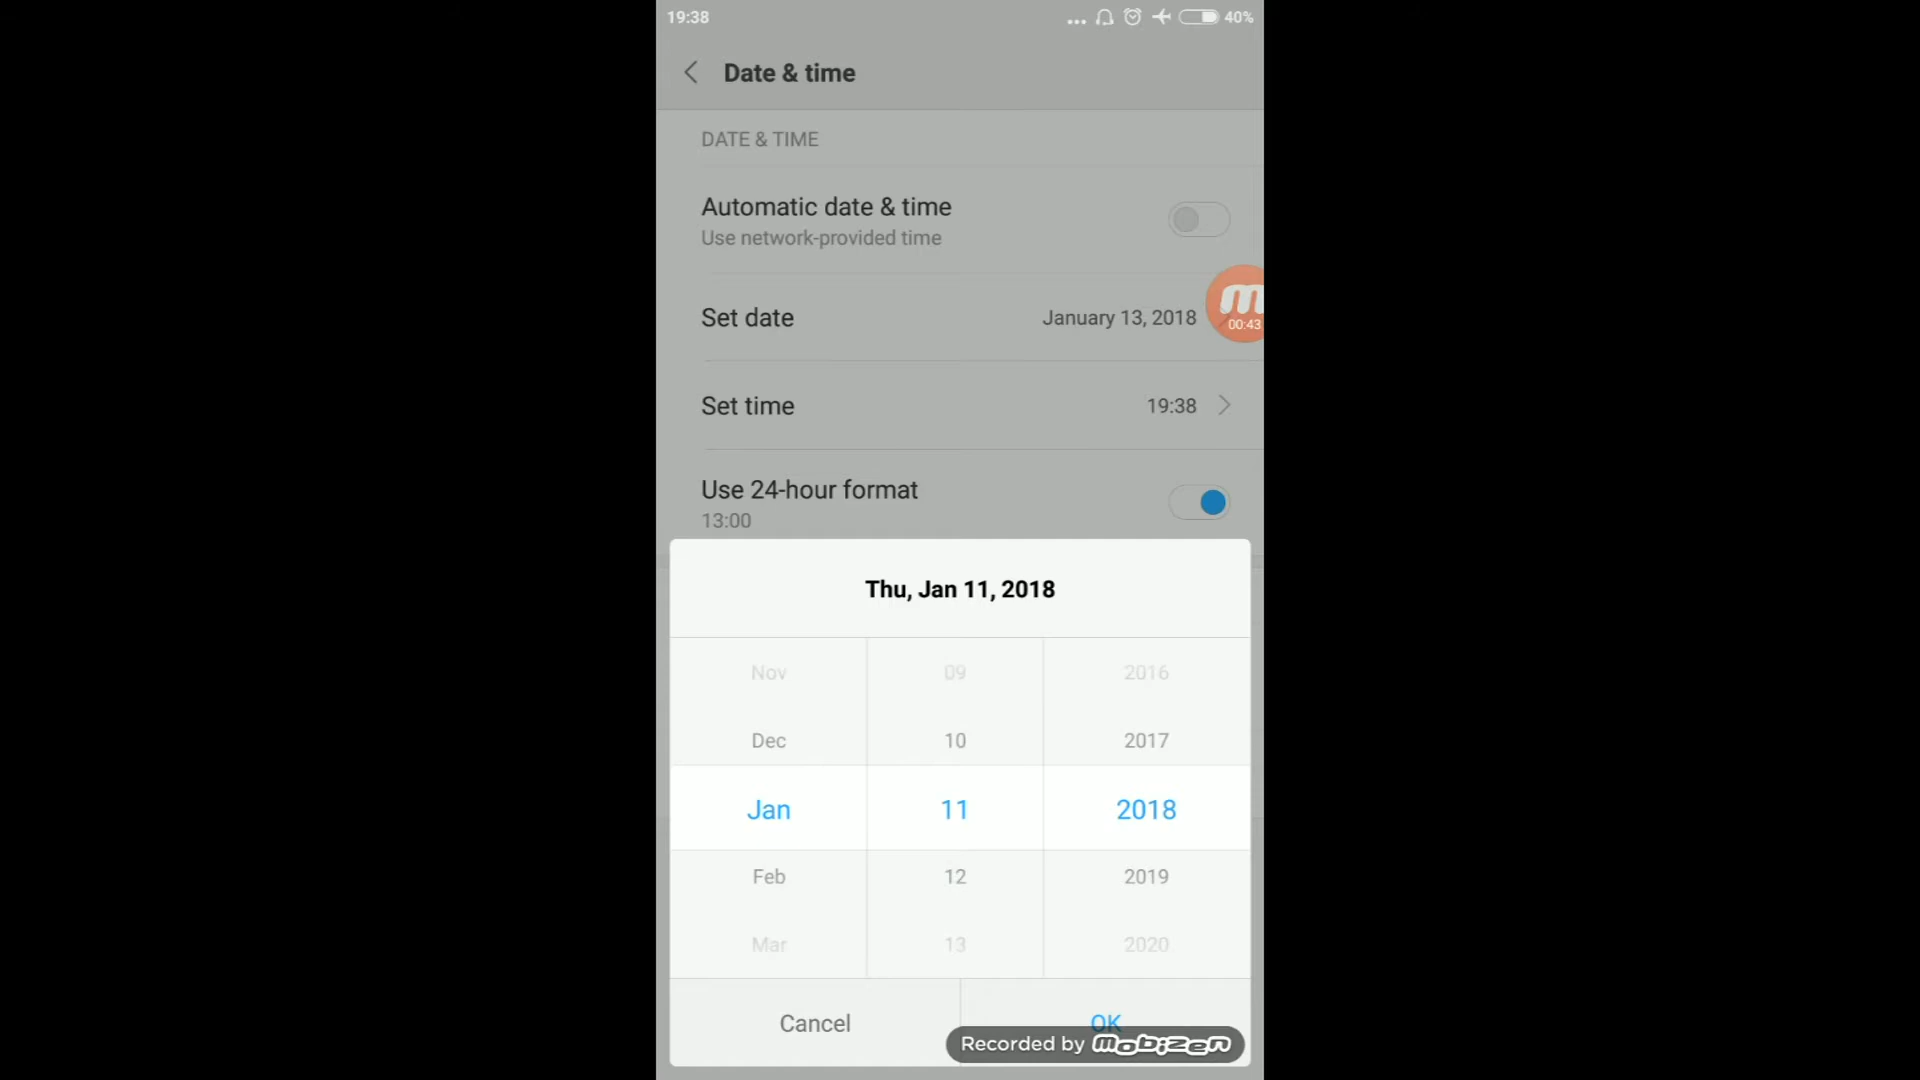 19:38
40%
Date & time
DATE & TIME
Automatic date & time
Use network-provided time
Set date
January 13, 2018
m
00:43
Set time
19:38
Use 24-hour format
13:00
Thu, Jan 11, 2018
Nov 09 2016
Dec 10 2017
Jan 11 2018
Feb 12 2019
Mar 13 2020
Cancel
OK
Recorded by mobizen